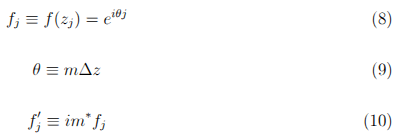 f_j ≡ f(z_j) = e^{iθj} (8)
θ ≡ mΔz (9)
f'_j ≡ im*f_j (10)